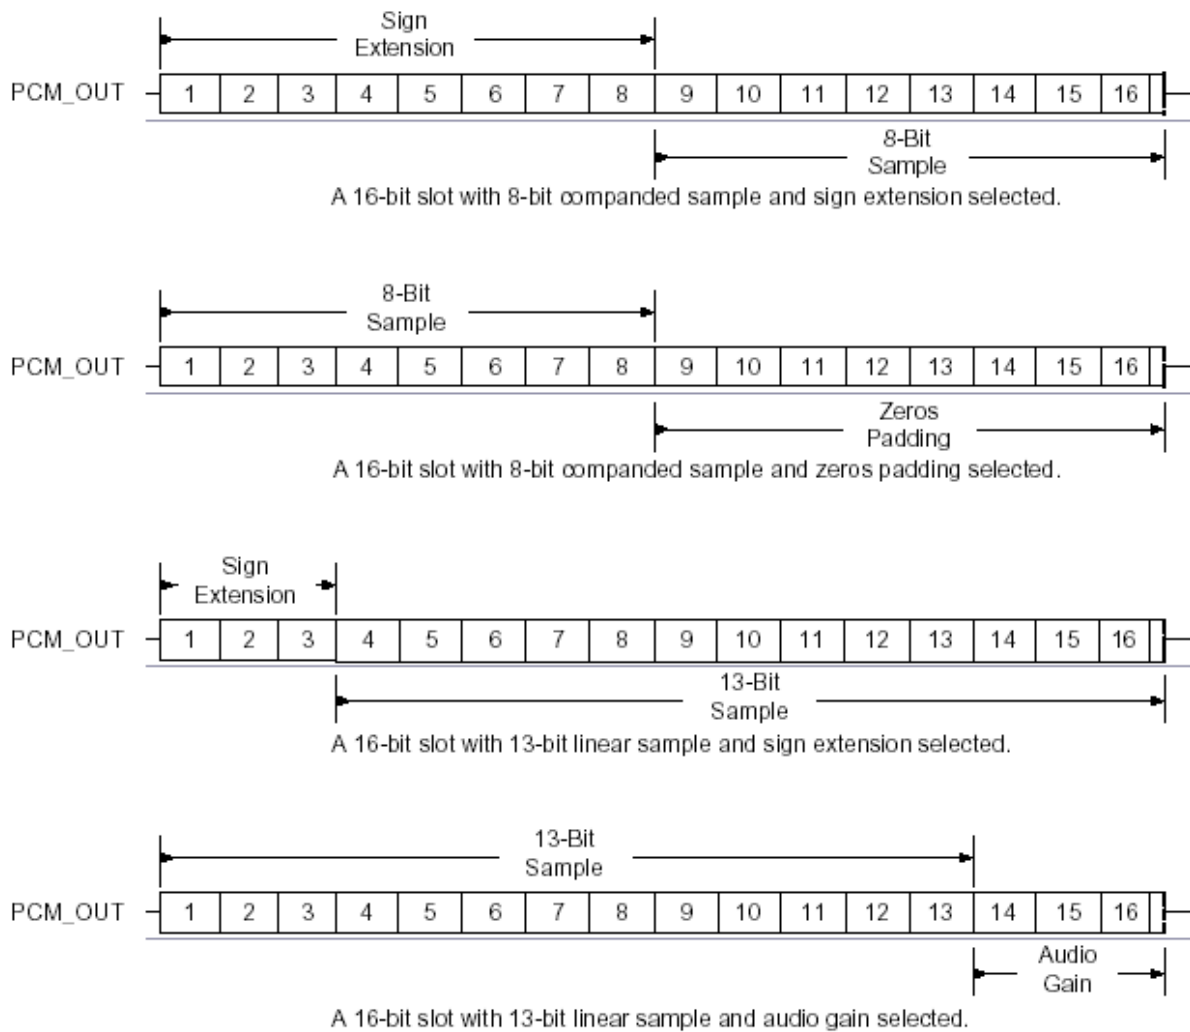 Sign
Extension
PCM_OUT 1 2 3 4 5 6 7 8 9 10 11 12 13 14 15 16
8-Bit
Sample
A 16-bit slot with 8-bit companded sample and sign extension selected.
8-Bit
Sample
PCM_OUT 1 2 3 4 5 6 7 8 9 10 11 12 13 14 15 16
Zeros
Padding
A 16-bit slot with 8-bit companded sample and zeros padding selected.
Sign
Extension
PCM_OUT 1 2 3 4 5 6 7 8 9 10 11 12 13 14 15 16
13-Bit
Sample
A 16-bit slot with 13-bit linear sample and sign extension selected.
13-Bit
Sample
PCM_OUT 1 2 3 4 5 6 7 8 9 10 11 12 13 14 15 16
Audio
Gain
A 16-bit slot with 13-bit linear sample and audio gain selected.